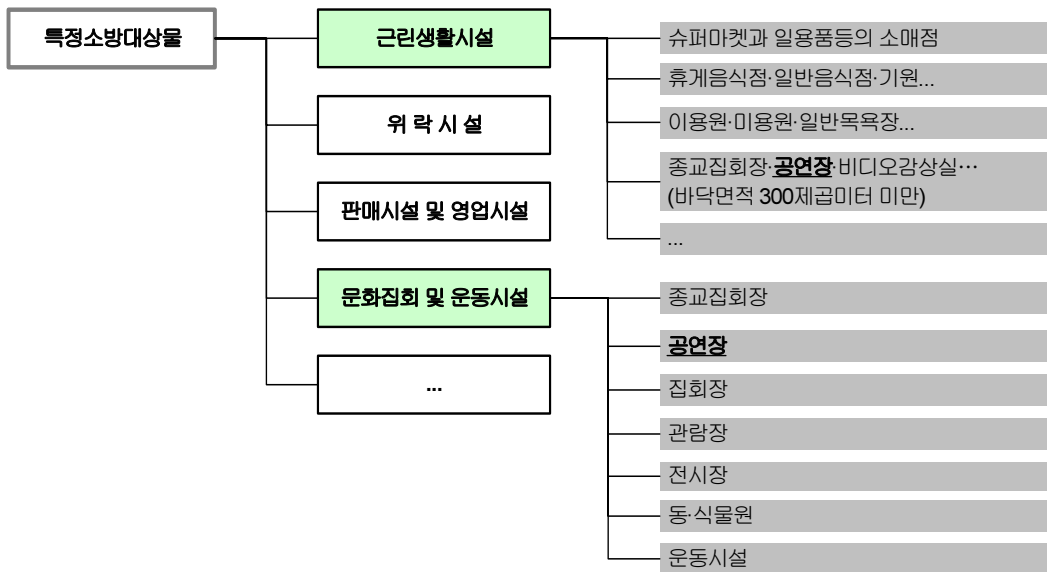 특정소방대상물
근린생활시설
슈퍼마켓과 일용품등의 소매점
휴게음식점·일반음식점·기원...
이용원·미용원·일반목욕장...
종교집회장·공연장·비디오감상실…
(바닥면적 300제곱미터 미만)
...
위 락 시 설
판매시설 및 영업시설
문화집회 및 운동시설
종교집회장
공연장
집회장
관람장
전시장
동·식물원
운동시설
...